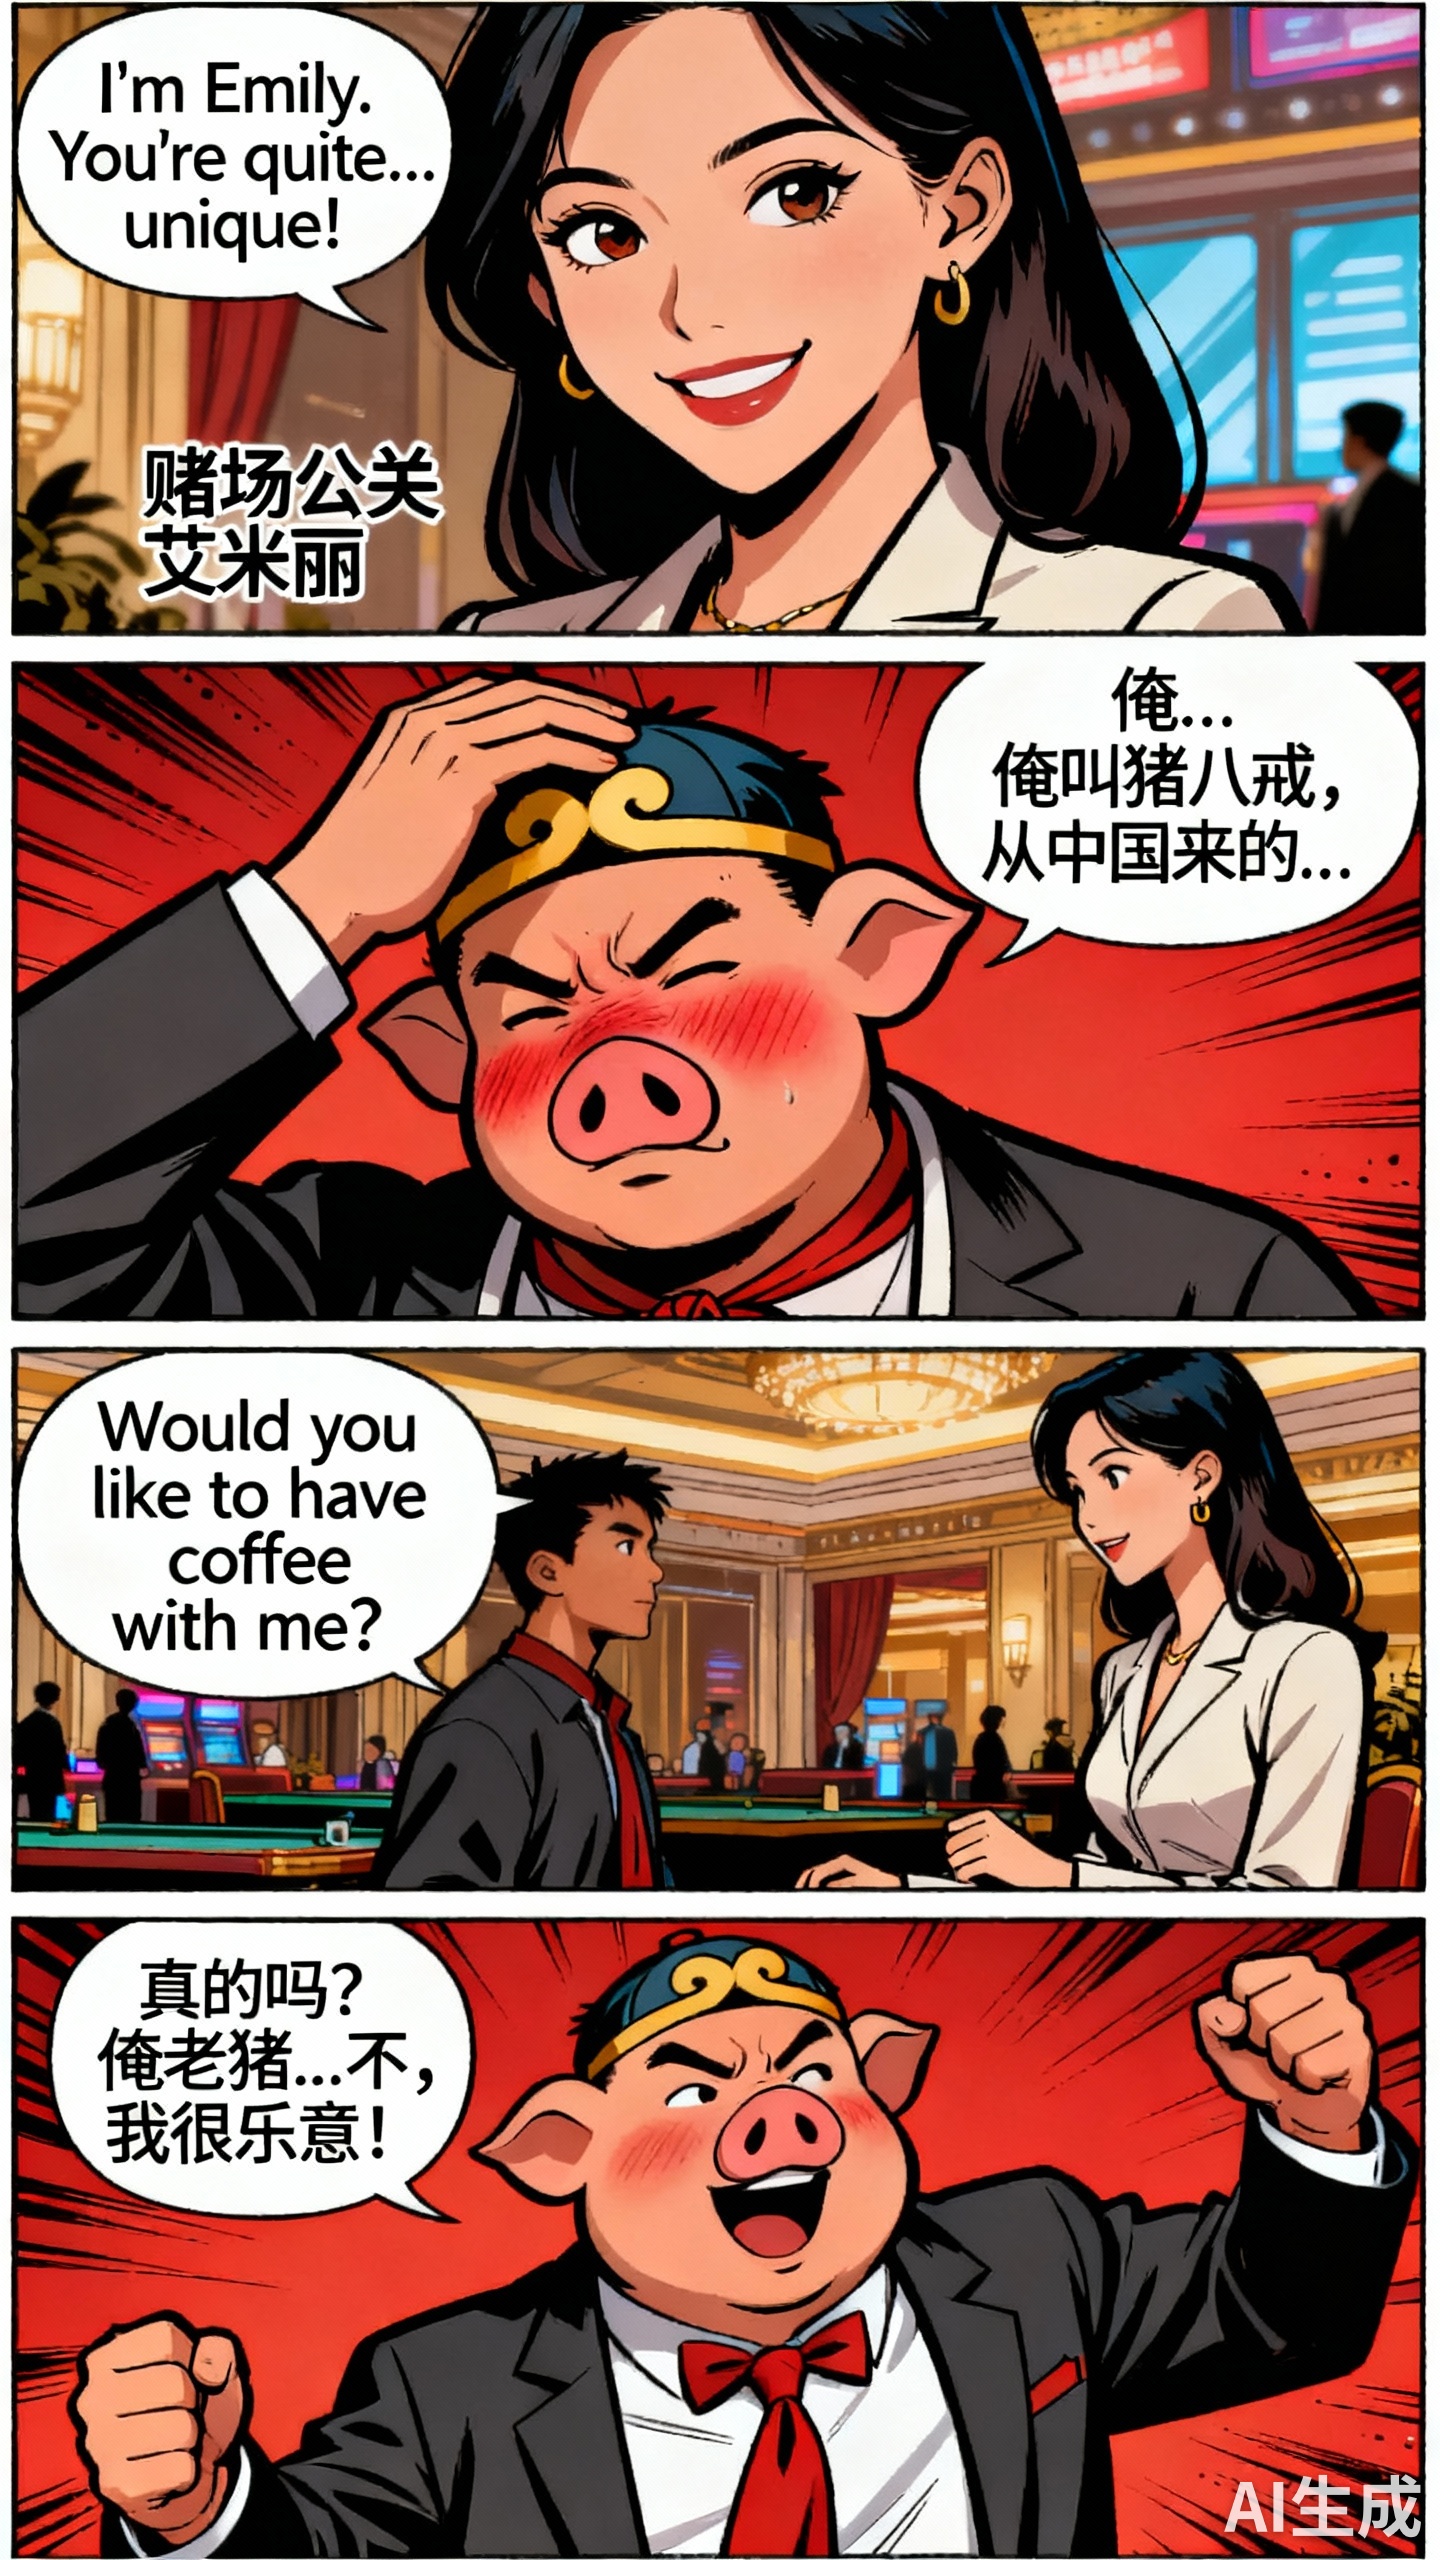 I'm Emily.
You're quite...
unique!
赌场公关
艾米丽
俺...
俺叫猪八戒，
从中国来的...
Would you
like to have
coffee
with me?
真的吗？
俺老猪...不，
我很乐意！
AI生成